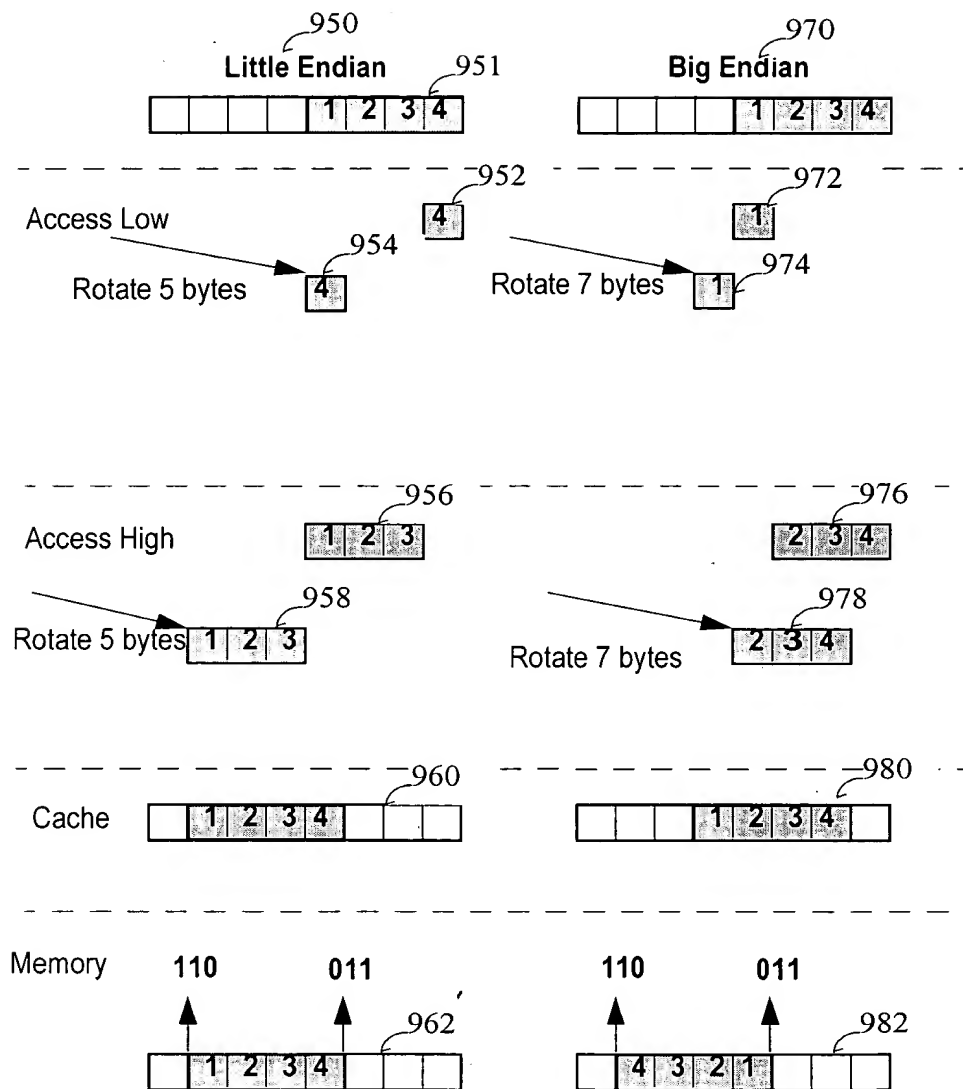 950 970
Little Endian 951 Big Endian
1 2 3 4 1 2 3 4
952 972
Access Low 4 1
954 974
Rotate 5 bytes 4 Rotate 7 bytes 1
956 976
Access High 1 2 3 2 3 4
958 978
Rotate 5 bytes 1 2 3 Rotate 7 bytes 2 3 4
960 980
Cache 1 2 3 4 1 2 3 4
Memory 110 011 110 011
962 982
1 2 3 4 4 3 2 1